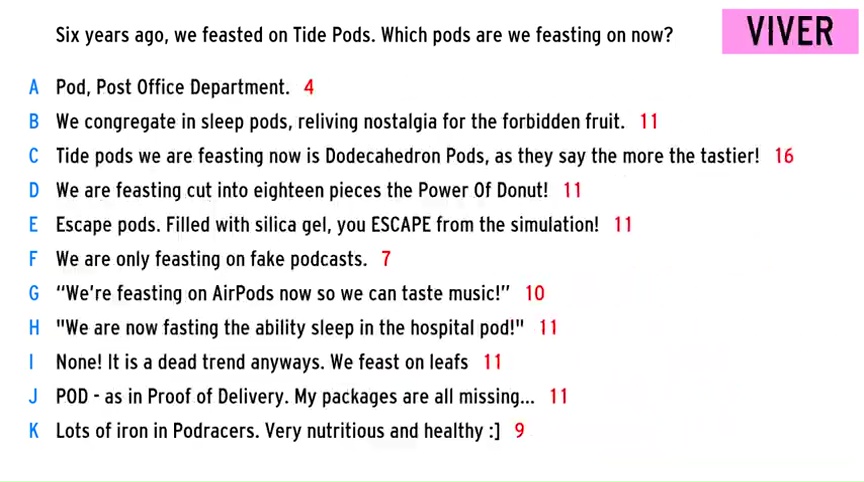 Six years ago, we feasted on Tide Pods. Which pods are we feasting on now?
VIVER
A Pod, Post Office Department. 4
B We congregate in sleep pods, reliving nostalgia for the forbidden fruit. 11
C Tide pods we are feasting now is Dodecahedron Pods, as they say the more the tastier! 16
D We are feasting cut into eighteen pieces the Power Of Donut! 11
E Escape pods. Filled with silica gel, you ESCAPE from the simulation! 11
F We are only feasting on fake podcasts. 7
G “We're feasting on AirPods now so we can taste music!” 10
H "We are now fasting the ability sleep in the hospital pod!" 11
I None! It is a dead trend anyways. We feast on leafs 11
J POD - as in Proof of Delivery. My packages are all missing... 11
K Lots of iron in Podracers. Very nutritious and healthy :] 9